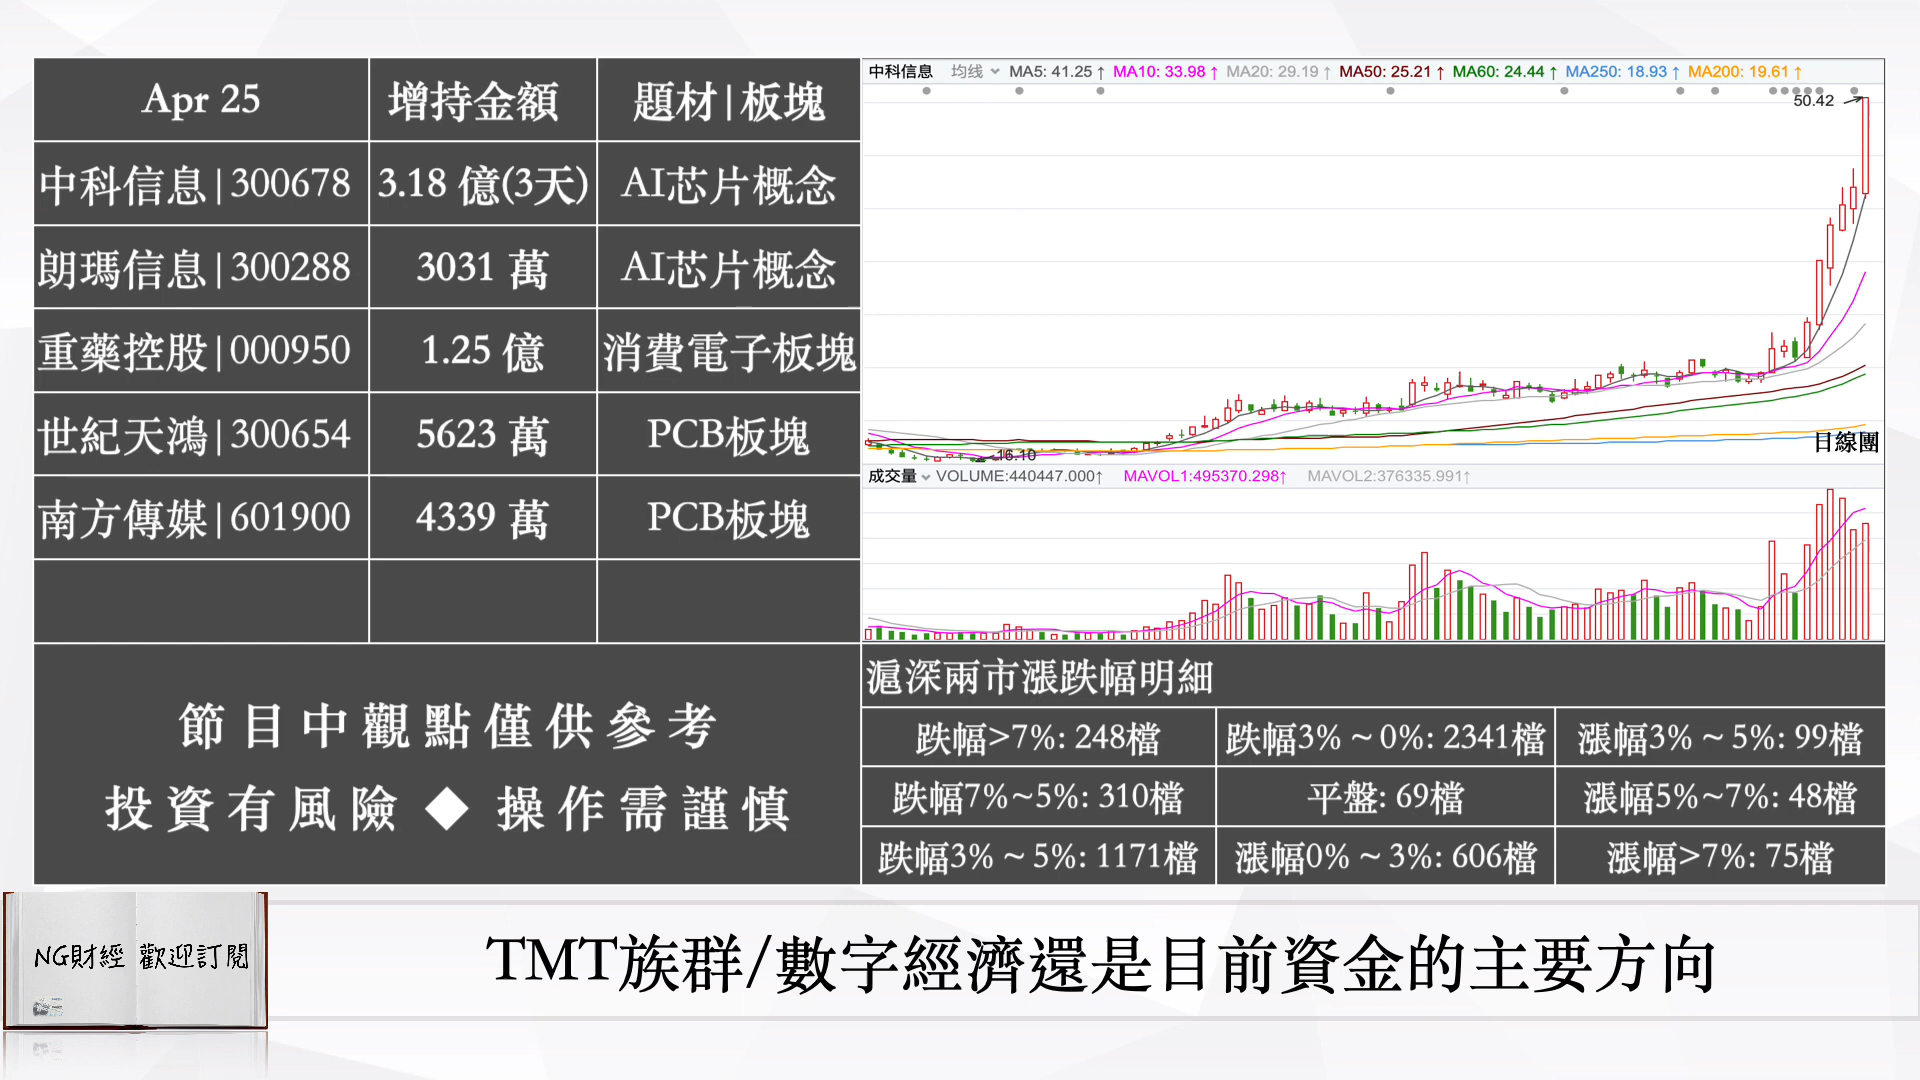 Apr 25 增持金額 題材|板塊
中科信息|300678 3.18 億(3天) AI芯片概念
朗瑪信息|300288 3031 萬 AI芯片概念
重藥控股|000950 1.25 億 消費電子板塊
世紀天鴻|300654 5623 萬 PCB板塊
南方傳媒|601900 4339 萬 PCB板塊
節目中觀點僅供參考
投資有風險 ◆ 操作需謹慎
中科信息 均线 MA5: 41.25↑ MA10: 33.98↑ MA20: 29.19↑ MA50: 25.21↑ MA60: 24.44↑ MA250: 18.93↑ MA200: 19.61↑
50.42
16.10
日線圖
成交量 VOLUME:440447.000↑ MAVOL1:495370.298↑ MAVOL2:376335.991↑
滬深兩市漲跌幅明細
跌幅>7%: 248檔 跌幅3% ~ 0%: 2341檔 漲幅3% ~ 5%: 99檔
跌幅7%~5%: 310檔 平盤: 69檔 漲幅5%~7%: 48檔
跌幅3% ~ 5%: 1171檔 漲幅0% ~ 3%: 606檔 漲幅>7%: 75檔
NG財經 歡迎訂閱
TMT族群/數字經濟還是目前資金的主要方向